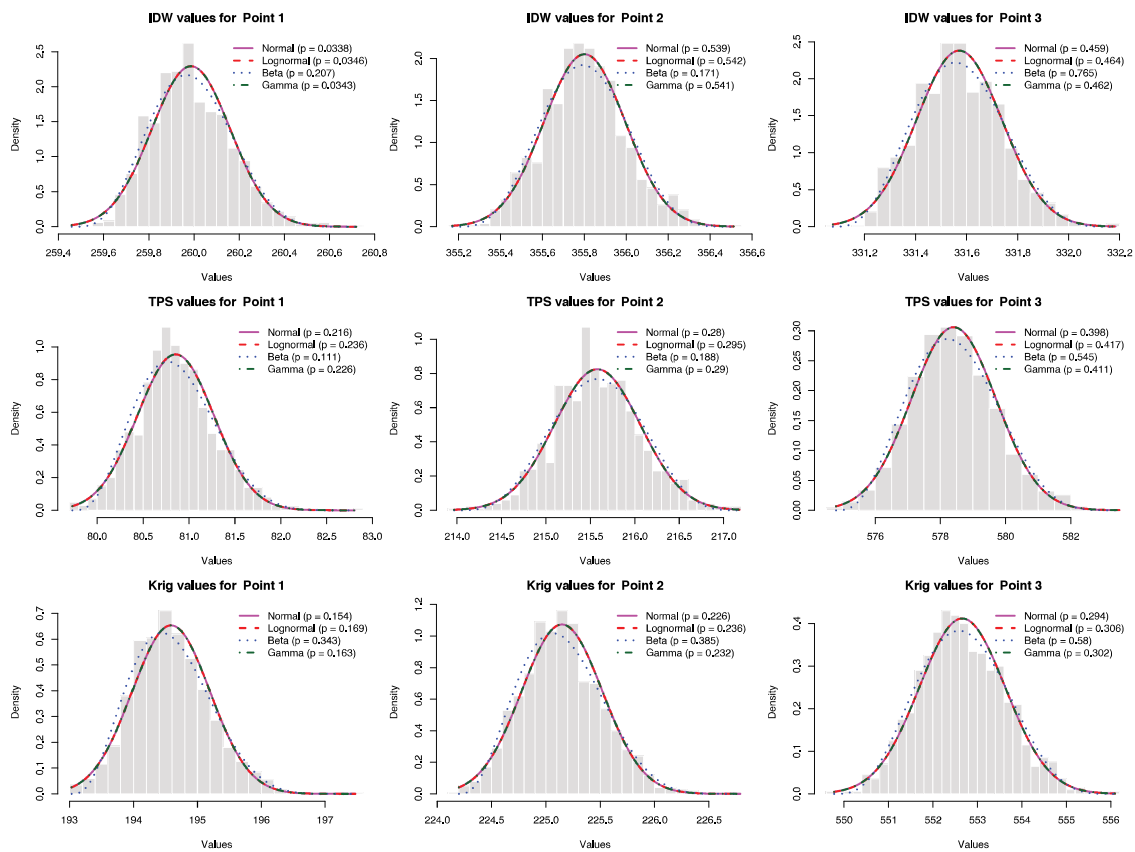 IDW values for Point 1
Normal (p = 0.0338)
Lognormal (p = 0.0346)
Beta (p = 0.207)
Gamma (p = 0.0343)
Density
0.0 0.5 1.0 1.5 2.0 2.5
259.4 259.6 259.8 260.0 260.2 260.4 260.6 260.8
Values
IDW values for Point 2
Normal (p = 0.539)
Lognormal (p = 0.542)
Beta (p = 0.171)
Gamma (p = 0.541)
Density
0.0 0.5 1.0 1.5 2.0
355.2 355.4 355.6 355.8 356.0 356.2 356.4 356.6
Values
IDW values for Point 3
Normal (p = 0.459)
Lognormal (p = 0.464)
Beta (p = 0.765)
Gamma (p = 0.462)
Density
0.0 0.5 1.0 1.5 2.0
331.2 331.4 331.6 331.8 332.0 332.2
Values
TPS values for Point 1
Normal (p = 0.216)
Lognormal (p = 0.236)
Beta (p = 0.111)
Gamma (p = 0.226)
Density
0.0 0.2 0.4 0.6 0.8 1.0
80.0 80.5 81.0 81.5 82.0 82.5 83.0
Values
TPS values for Point 2
Normal (p = 0.28)
Lognormal (p = 0.295)
Beta (p = 0.188)
Gamma (p = 0.29)
Density
0.0 0.2 0.4 0.6 0.8 1.0
214.0 214.5 215.0 215.5 216.0 216.5 217.0
Values
TPS values for Point 3
Normal (p = 0.398)
Lognormal (p = 0.417)
Beta (p = 0.545)
Gamma (p = 0.411)
Density
0.00 0.05 0.10 0.15 0.20 0.25 0.30
576 578 580 582
Values
Krig values for Point 1
Normal (p = 0.154)
Lognormal (p = 0.169)
Beta (p = 0.343)
Gamma (p = 0.163)
Density
0.0 0.1 0.2 0.3 0.4 0.5 0.6 0.7
193 194 195 196 197
Values
Krig values for Point 2
Normal (p = 0.226)
Lognormal (p = 0.236)
Beta (p = 0.385)
Gamma (p = 0.232)
Density
0.0 0.2 0.4 0.6 0.8 1.0 1.2
224.0 224.5 225.0 225.5 226.0 226.5
Values
Krig values for Point 3
Normal (p = 0.294)
Lognormal (p = 0.306)
Beta (p = 0.58)
Gamma (p = 0.302)
Density
0.0 0.1 0.2 0.3 0.4
550 551 552 553 554 555 556
Values